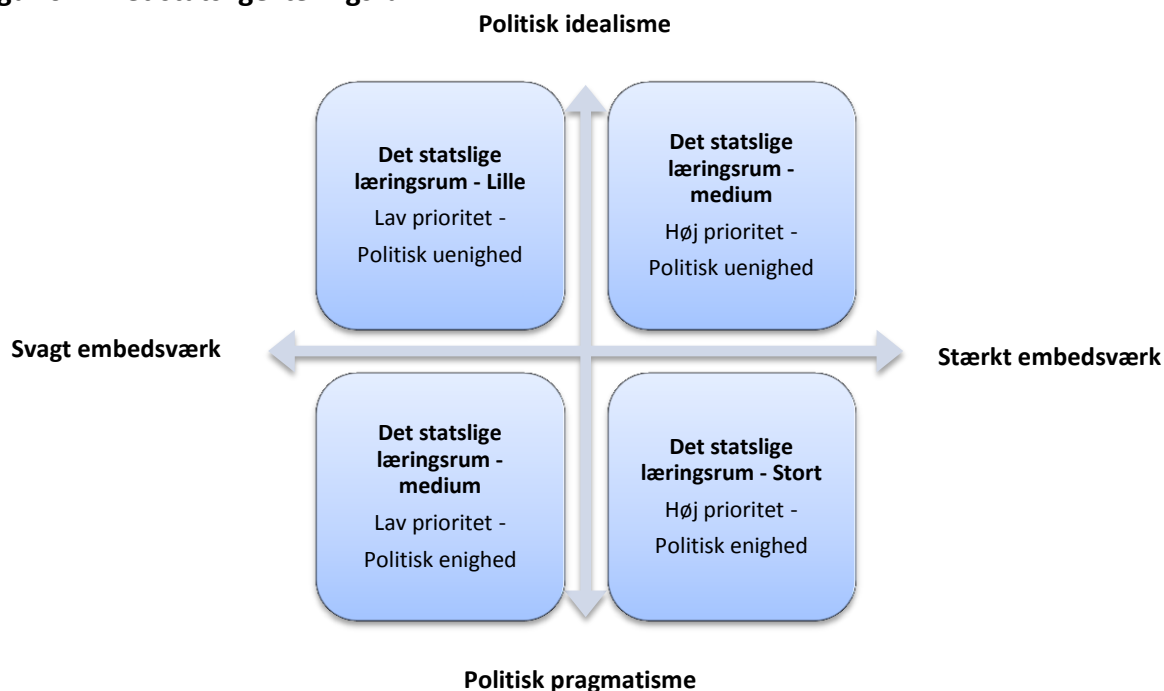 Politisk idealisme
Det statslige
læringsrum - Lille
Lav prioritet -
Politisk uenighed
Det statslige
læringsrum -
medium
Høj prioritet -
Politisk uenighed
Svagt embedsværk
Stærkt embedsværk
Det statslige
læringsrum -
medium
Lav prioritet -
Politisk enighed
Det statslige
læringsrum - Stort
Høj prioritet -
Politisk enighed
Politisk pragmatisme